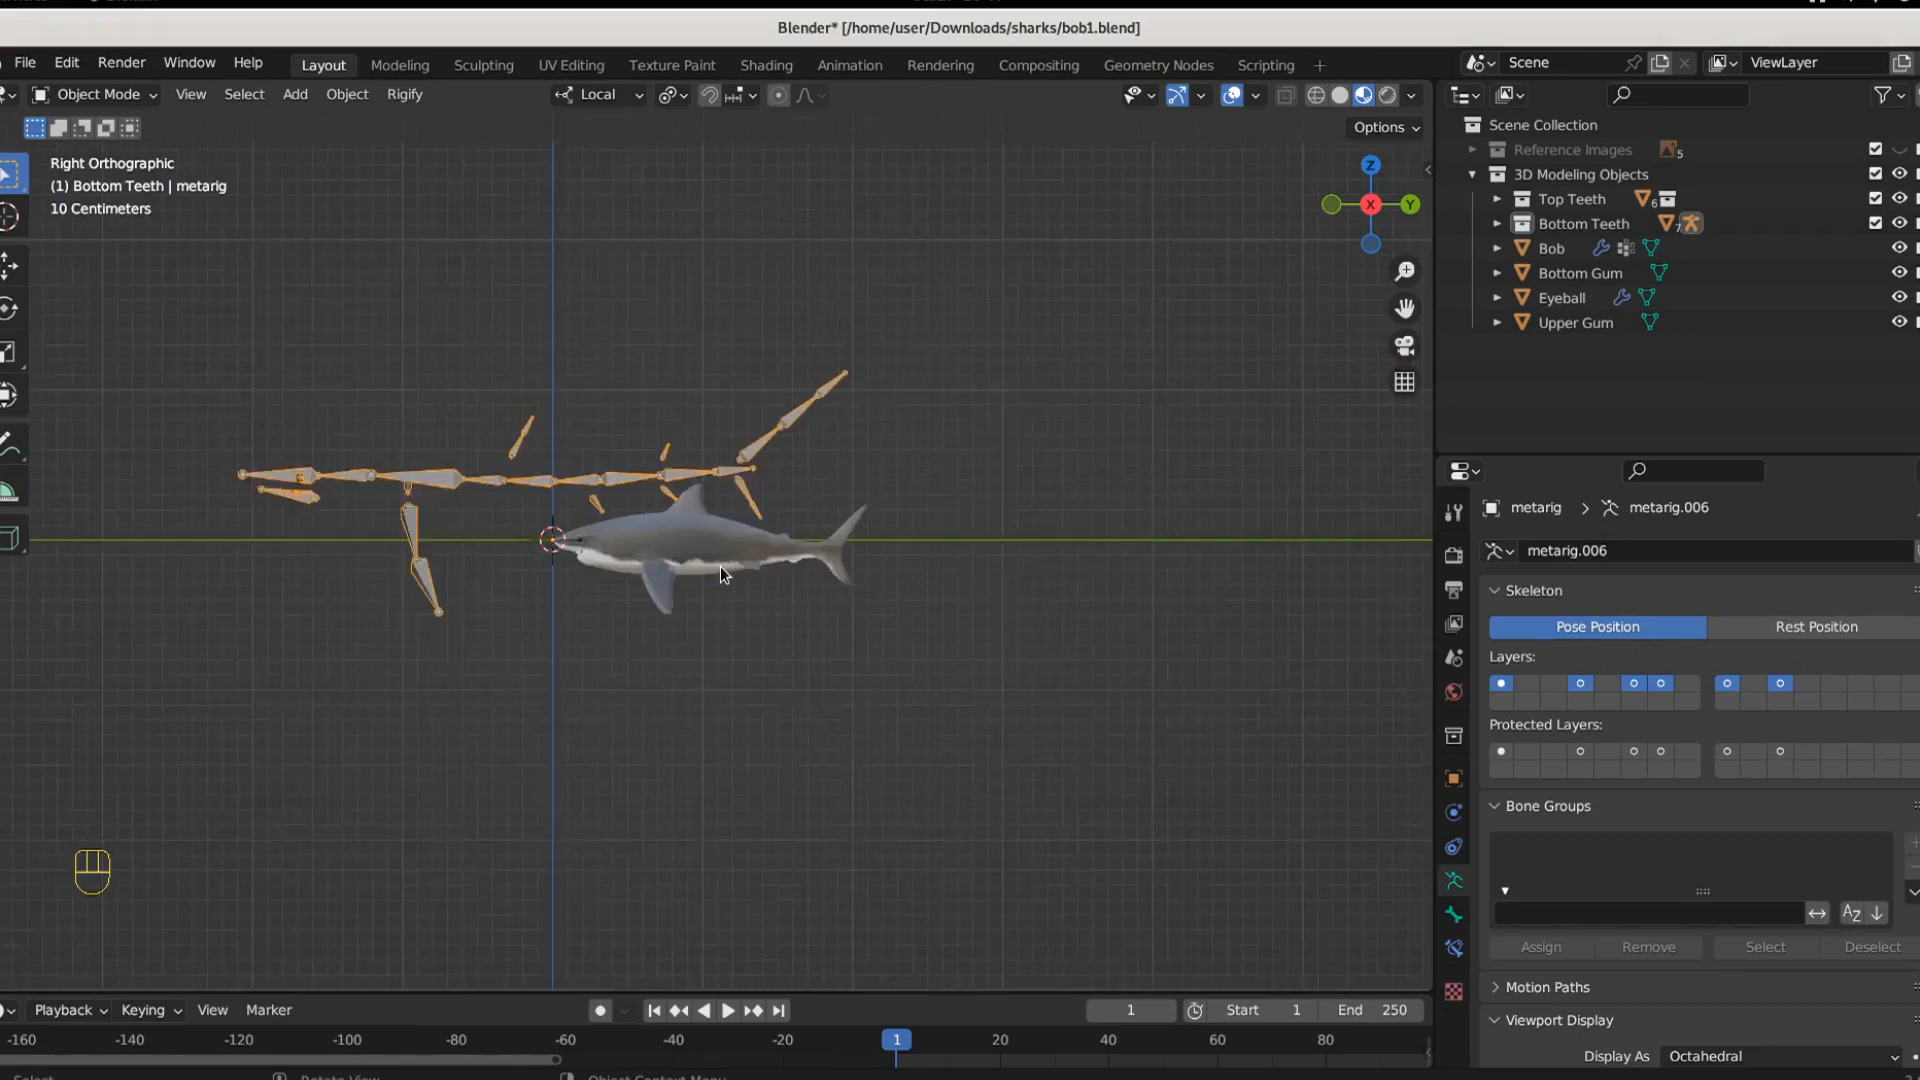 Blender* [/home/user/Downloads/sharks/bob1.blend]
File Edit Render Window Help Layout Modeling Sculpting UV Editing Texture Paint Shading Animation Rendering Compositing Geometry Nodes Scripting + Scene ViewLayer
Object Mode View Select Add Object Rigify Local
Options
Right Orthographic
(1) Bottom Teeth | metarig
10 Centimeters
Z
X
Y
Scene Collection
Reference Images 5
3D Modeling Objects
Top Teeth 6
Bottom Teeth 7
Bob
Bottom Gum
Eyeball
Upper Gum
metarig > metarig.006
metarig.006
Skeleton
Pose Position Rest Position
Layers:
Protected Layers:
Bone Groups
Assign Remove Select Deselect
Motion Paths
Viewport Display
Display As Octahedral
Playback Keying View Marker 1 Start 1 End 250
-160 -140 -120 -100 -80 -60 -40 -20 1 20 40 60 80